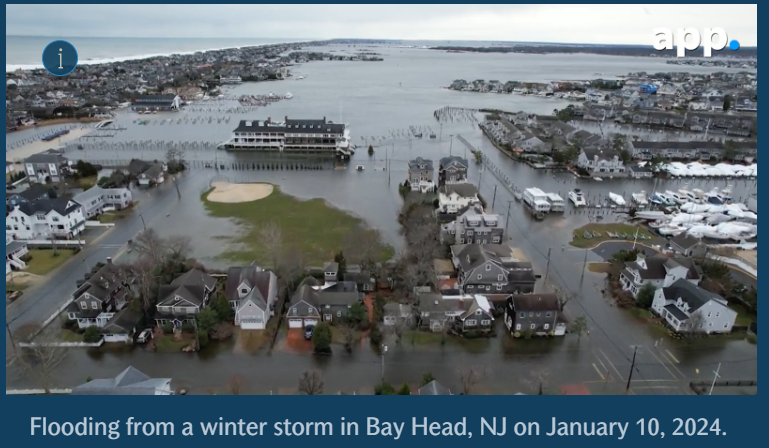 i
app.
Flooding from a winter storm in Bay Head, NJ on January 10, 2024.